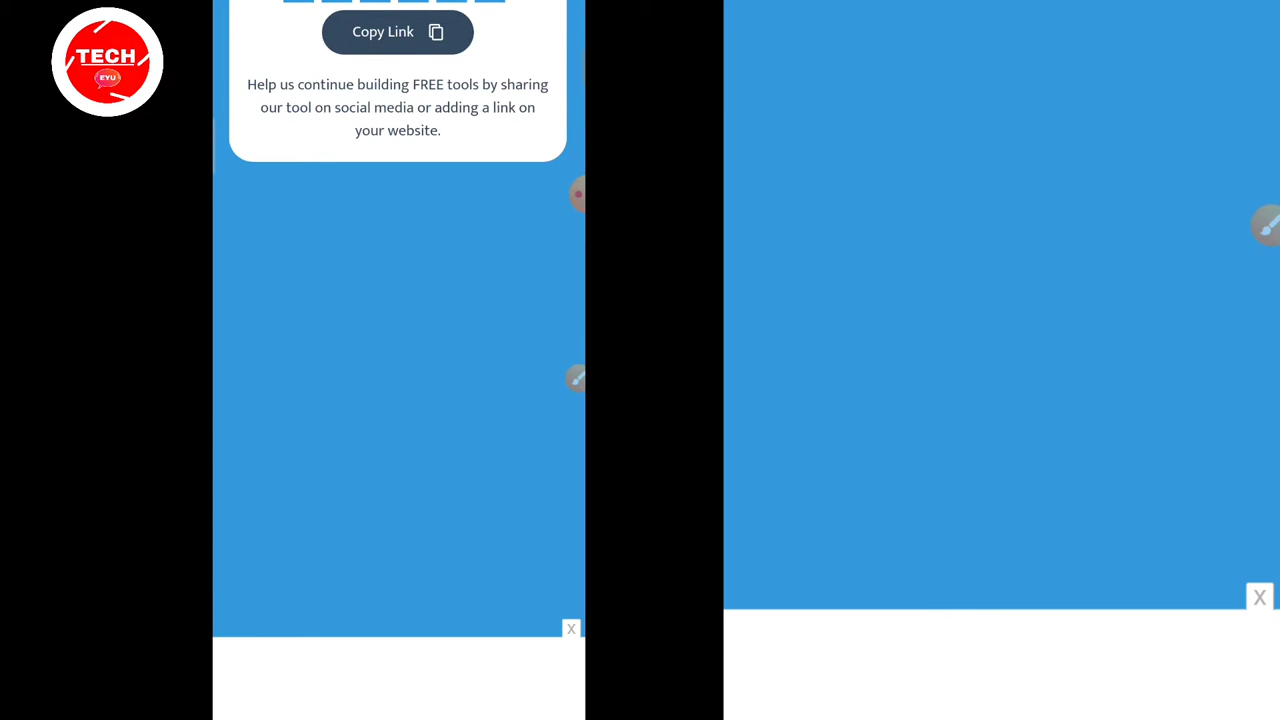 TECH
EYU
Copy Link
Help us continue building FREE tools by sharing
our tool on social media or adding a link on
your website.
X
X